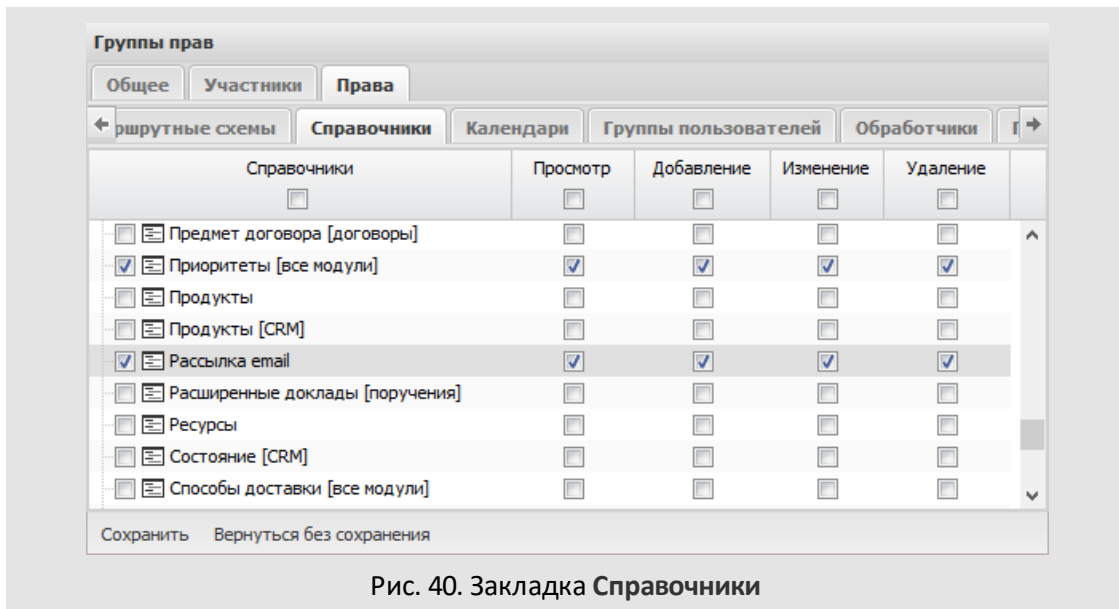 Группы прав
Общее Участники Права
ршрутные схемы Справочники Календари Группы пользователей Обработчики
Справочники Просмотр Добавление Изменение Удаление
Предмет договора [договоры]
Приоритеты [все модули]
Продукты
Продукты [CRM]
Рассылка email
Расширенные доклады [поручения]
Ресурсы
Состояние [CRM]
Способы доставки [все модули]
Сохранить Вернуться без сохранения
Рис. 40. Закладка Справочники